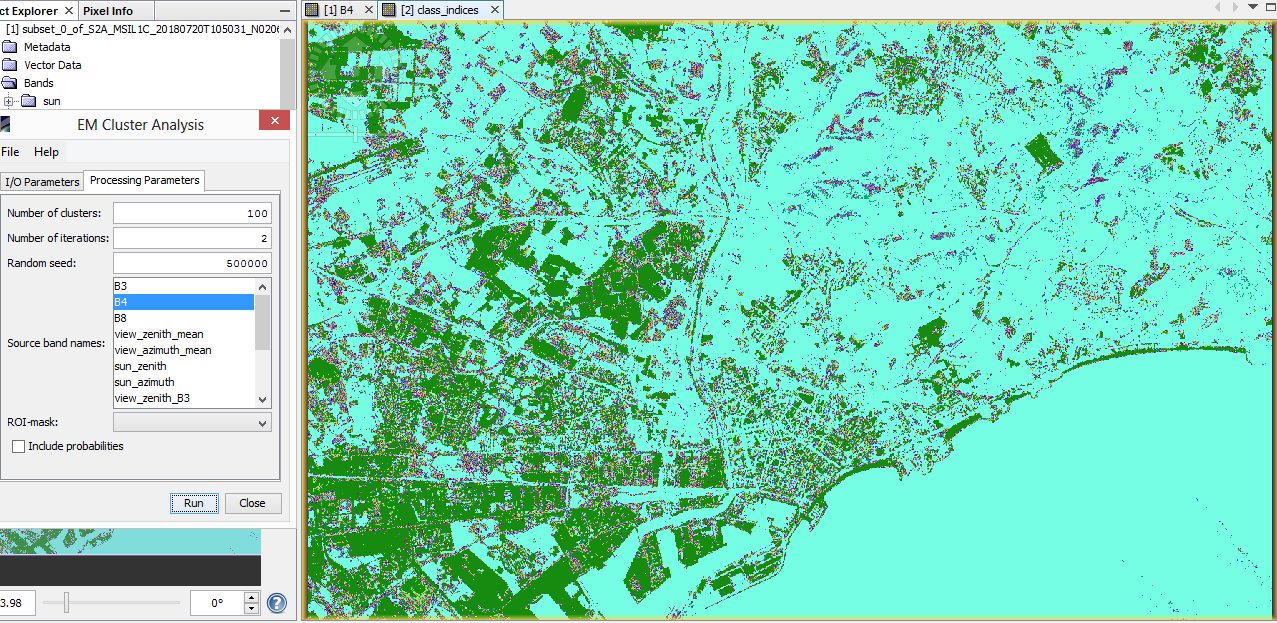 ct Explorer Pixel Info
[1] B4 [2] class_indices
[1] subset_0_of_S2A_MSIL1C_20180720T105031_N0206
Metadata
Vector Data
Bands
sun
EM Cluster Analysis
File Help
I/O Parameters Processing Parameters
Number of clusters: 100
Number of iterations: 2
Random seed: 500000
B3
B4
B8
view_zenith_mean
view_azimuth_mean
Source band names:
sun_zenith
sun_azimuth
view_zenith_B3
ROI-mask:
Include probabilities
Run Close
3.98 0°